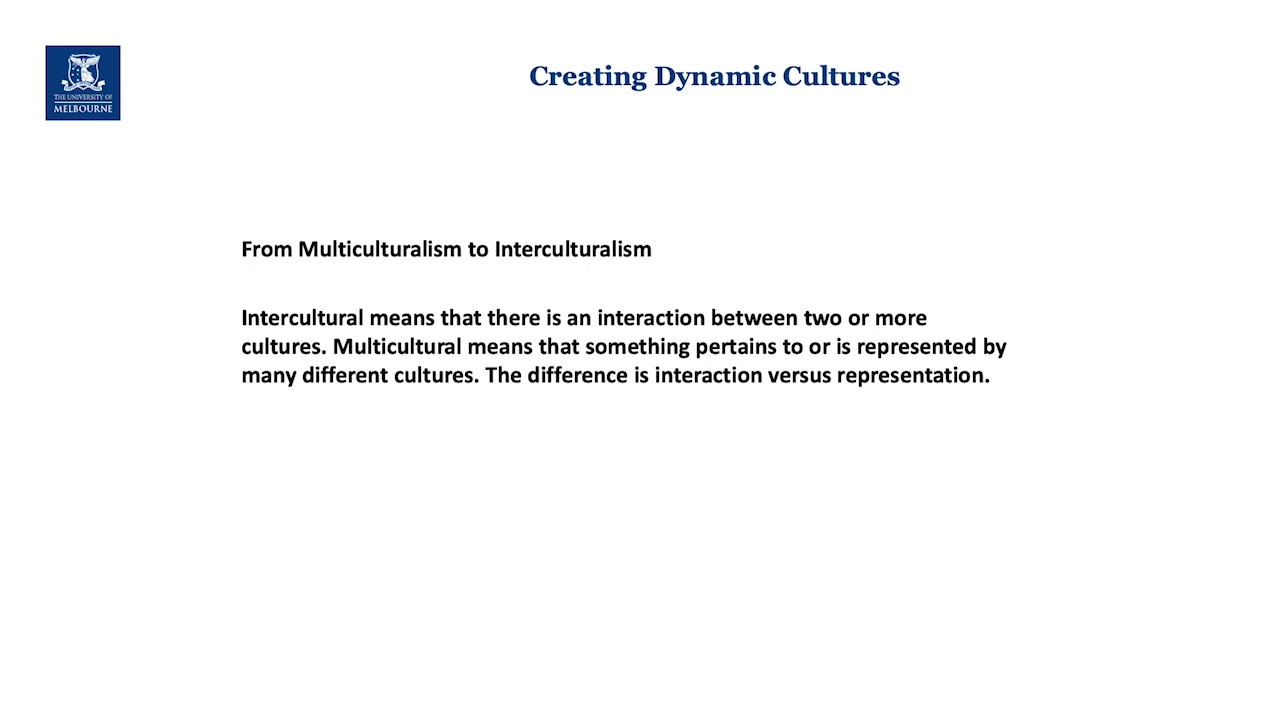 THE UNIVERSITY OF
MELBOURNE
Creating Dynamic Cultures
From Multiculturalism to Interculturalism
Intercultural means that there is an interaction between two or more
cultures. Multicultural means that something pertains to or is represented by
many different cultures. The difference is interaction versus representation.